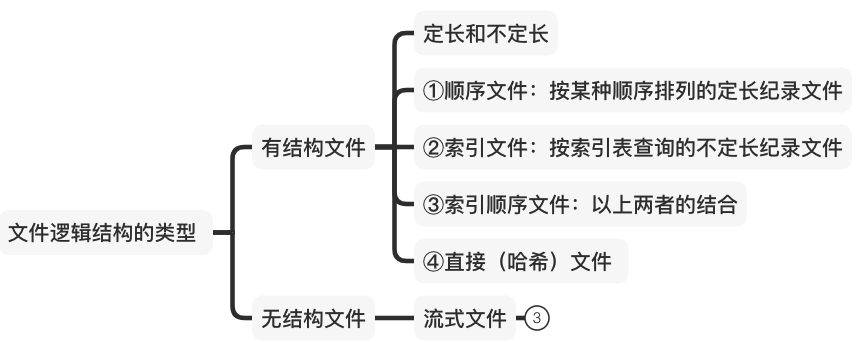 文件逻辑结构的类型
有结构文件
定长和不定长
①顺序文件：按某种顺序排列的定长纪录文件
②索引文件：按索引表查询的不定长纪录文件
③索引顺序文件：以上两者的结合
④直接（哈希）文件
无结构文件
流式文件
3